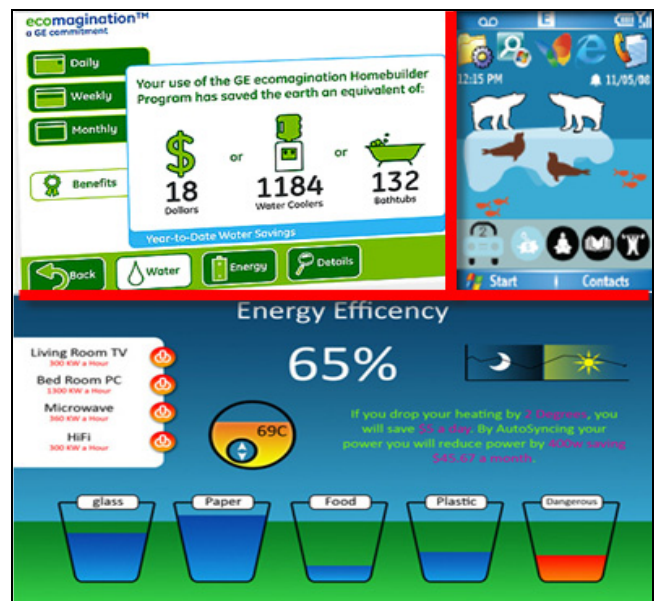 ecomagination™
a GE commitment
Daily
Weekly
Monthly
Benefits
Your use of the GE ecomagination Homebuilder
Program has saved the earth an equivalent of:
or
or
18
1184
132
Dollars
Water Coolers
Bathtubs
Year-to-Date Water Savings
Back
Water
Energy
Details
E
12:15 PM
11/05/08
2
Start
Contacts
Energy Efficency
65%
Living Room TV
300 KW a Hour
Bed Room PC
1300 KW a Hour
Microwave
360 KW a Hour
HiFi
300 KW a Hour
69C
If you drop your heating by 2 Degress, you
will save $5 a day. By AutoSyncing your
power you will reduce power by 400w saving
$45.67 a month.
glass
Paper
Food
Plastic
Dangerous